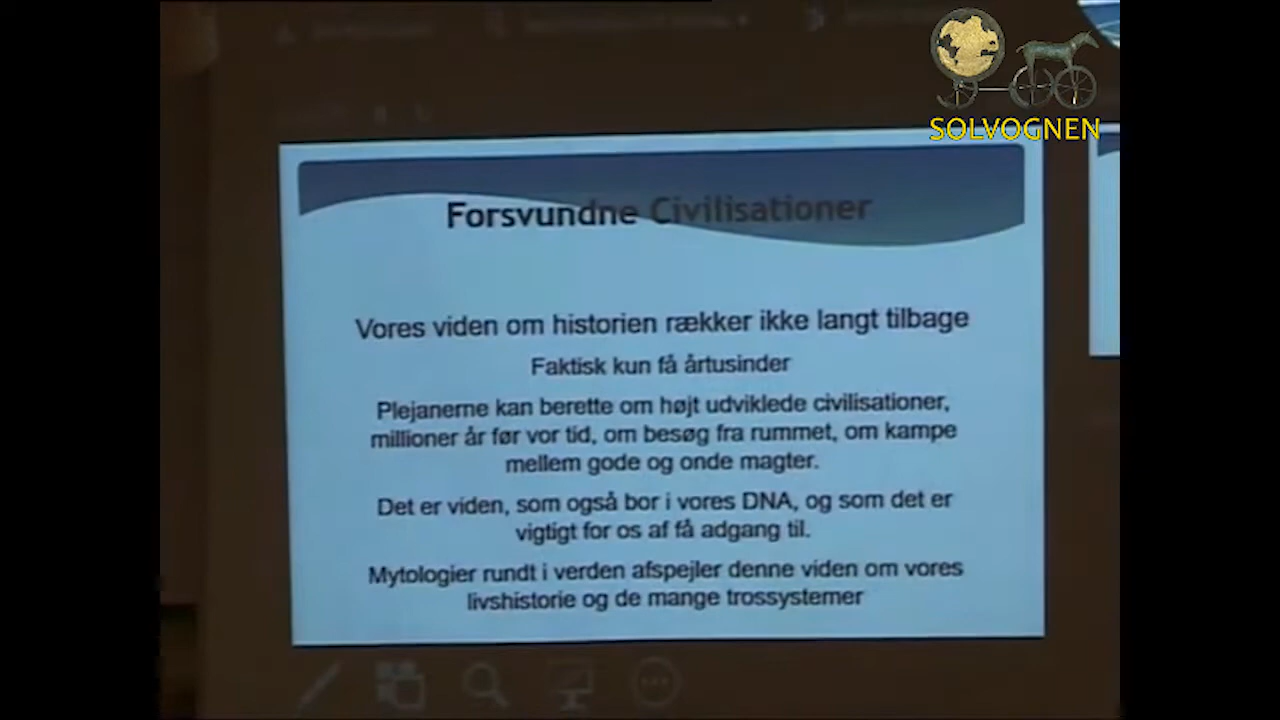 SOLVOGNEN
Forsvundne Civilisationer
Vores viden om historien rækker ikke langt tilbage
Faktisk kun få årtusinder
Plejanerne kan berette om højt udviklede civilisationer,
millioner år før vor tid, om besøg fra rummet, om kampe
mellem gode og onde magter.
Det er viden, som også bor i vores DNA, og som det er
vigtigt for os af få adgang til.
Mytologier rundt i verden afspejler denne viden om vores
livshistorie og de mange trossystemer